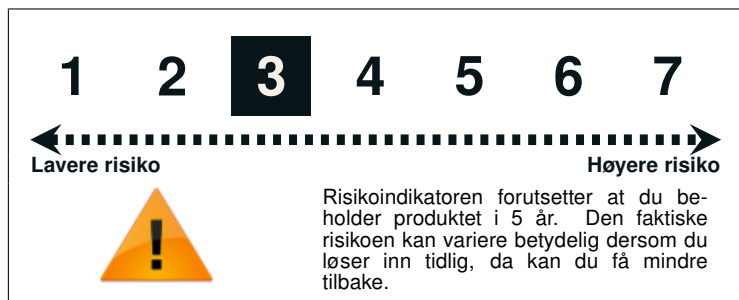 1 2 3 4 5 6 7
Lavere risiko Høyere risiko
!
Risikoindikatoren forutsetter at du be-
holder produktet i 5 år. Den faktiske
risikoen kan variere betydelig dersom du
løser inn tidlig, da kan du få mindre
tilbake.